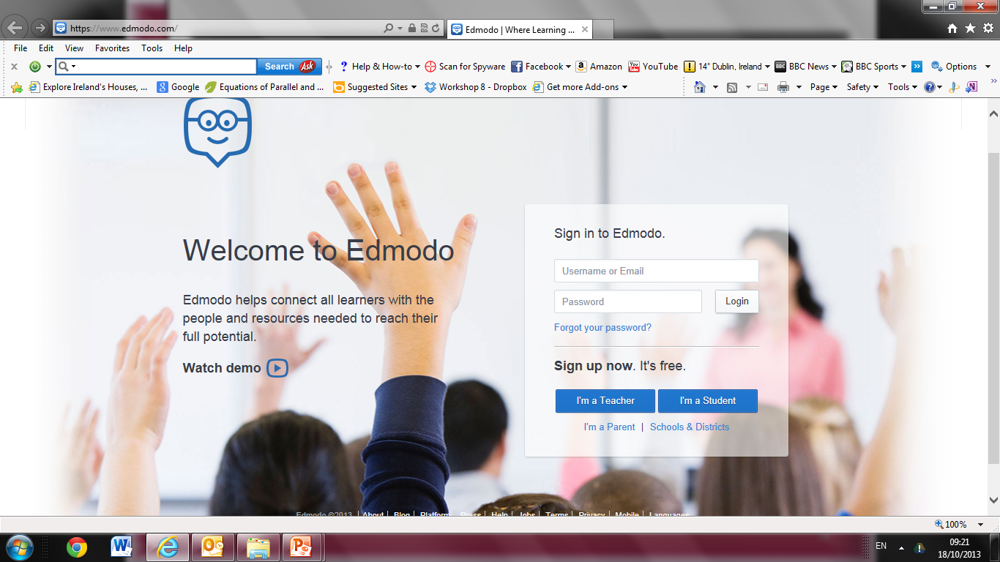 https://www.edmodo.com/
Edmodo | Where Learning ...
File Edit View Favorites Tools Help
Search Ask
Help & How-to
Scan for Spyware
Facebook
Amazon
YouTube
14° Dublin, Ireland
BBC News
BBC Sports
Options
Explore Ireland's Houses, ...
Google
Equations of Parallel and ...
Suggested Sites
Workshop 8 - Dropbox
Get more Add-ons
Page
Safety
Tools
Welcome to Edmodo
Edmodo helps connect all learners with the
people and resources needed to reach their
full potential.
Watch demo
Sign in to Edmodo.
Username or Email
Password
Login
Forgot your password?
Sign up now. It's free.
I'm a Teacher
I'm a Student
I'm a Parent | Schools & Districts
Edmodo ©2013 | About | Blog | Platform | Press | Help | Jobs | Terms | Privacy | Mobile | Languages
100%
EN
09:21
18/10/2013